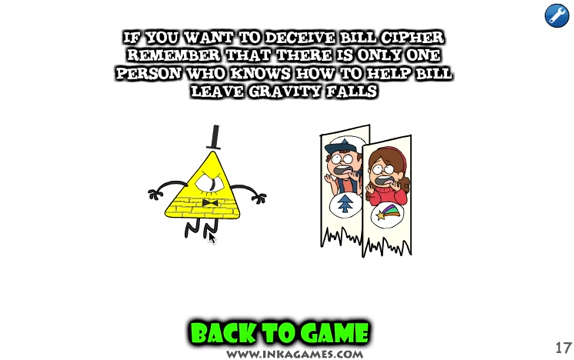 IF YOU WANT TO DECEIVE BILL CIPHER
REMEMBER THAT THERE IS ONLY ONE
PERSON WHO KNOWS HOW TO HELP BILL
LEAVE GRAVITY FALLS
BACK TO GAME
WWW.INKAGAMES.COM
17